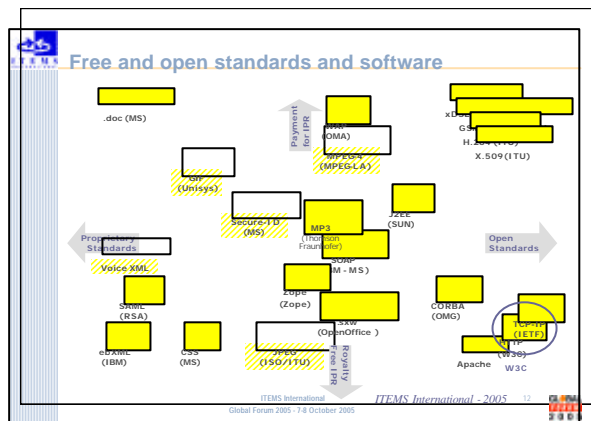 ITEMS
Free and open standards and software
.doc (MS)
Payment
for IPR
(OMA)
MPEG-4
(MPEG-LA)
X.509(ITU)
GIF
(Unisys)
Secure-ID
(MS)
MP3
(Thomson
Fraunhofer)
J2EE
(SUN)
Proprietary
Standards
Open
Standards
SOAP
Voice XML
SAML
(RSA)
Zope
(Zope)
.sxw
(OpenOffice )
CORBA
(OMG)
TCP-IP
(IETF)
HTTP
(W3C)
ebXML
(IBM)
CSS
(MS)
JPEG
(ISO/ITU)
Royalty
Free IPR
Apache
W3C
ITEMS International
ITEMS International - 2005
12
Global Forum 2005 - 7-8 October 2005